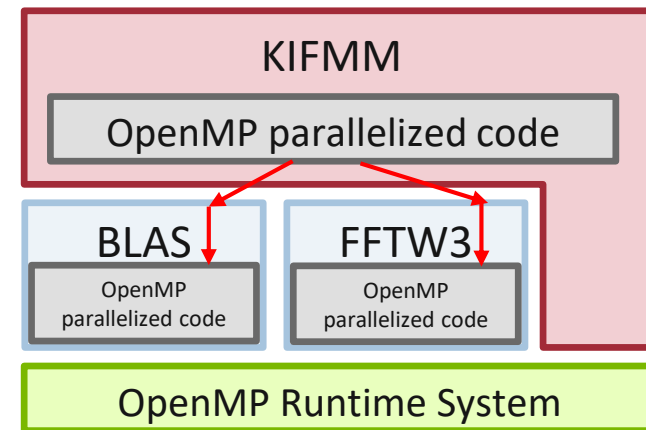 KIFMM
OpenMP parallelized code
BLAS
FFTW3
OpenMP
parallelized code
OpenMP
parallelized code
OpenMP Runtime System